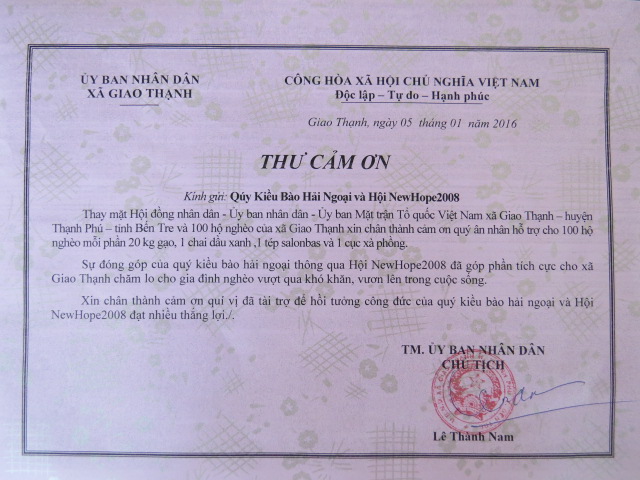 ỦY BAN NHÂN DÂN
XÃ GIAO THẠNH
CỘNG HÒA XÃ HỘI CHỦ NGHĨA VIỆT NAM
Độc lập – Tự do – Hạnh phúc
Giao Thạnh, ngày 05 tháng 01 năm 2016
THƯ CẢM ƠN
Kính gửi: Qúy Kiều Bào Hải Ngoại và Hội NewHope2008
Thay mặt Hội đồng nhân dân - Ủy ban nhân dân - Ủy ban Mặt trận Tổ quốc Việt Nam xã Giao Thạnh – huyện
Thạnh Phú – tỉnh Bến Tre và 100 hộ nghèo của xã Giao Thạnh xin chân thành cảm ơn quý ân nhân hỗ trợ cho 100 hộ
nghèo mỗi phần 20 kg gạo, 1 chai dầu xanh ,1 tép salonbas và 1 cục xà phòng.
Sự đóng góp của quý kiều bào hải ngoại thông qua Hội NewHope2008 đã góp phần tích cực cho xã
Giao Thạnh chăm lo cho gia đình nghèo vượt qua khó khăn, vươn lên trong cuộc sống.
Xin chân thành cảm ơn quí vị đã tài trợ để hồi tưởng công đức của quý kiều bào hải ngoại và Hội
NewHope2008 đạt nhiều thắng lợi./.
TM. ỦY BAN NHÂN DÂN
CHỦ TỊCH
Lê Thành Nam